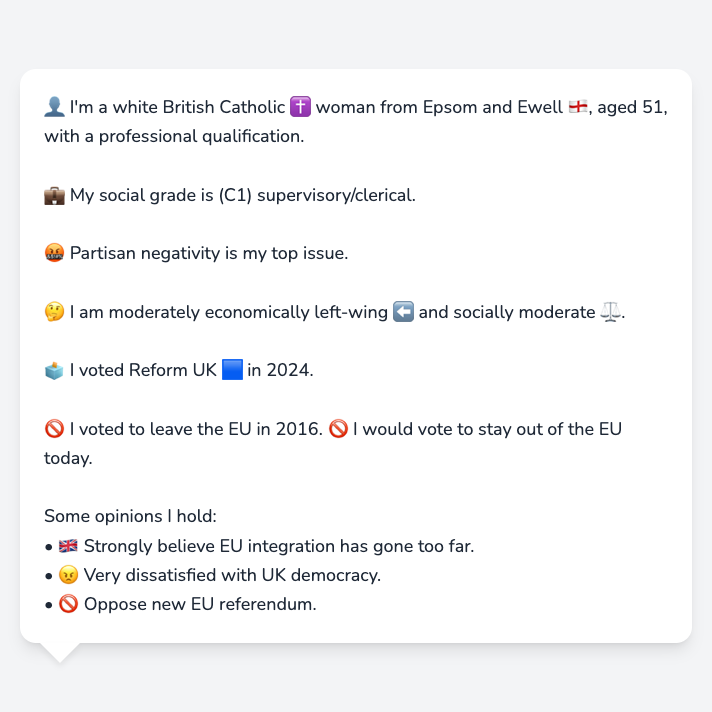 👤 I'm a white British Catholic ✝️ woman from Epsom and Ewell 🏴󠁧󠁢󠁥󠁮󠁧󠁿, aged 51,
with a professional qualification.
💼 My social grade is (C1) supervisory/clerical.
🤬 Partisan negativity is my top issue.
🤔 I am moderately economically left-wing ⬅️ and socially moderate ⚖️.
🗳️ I voted Reform UK 🟦 in 2024.
🚫 I voted to leave the EU in 2016. 🚫 I would vote to stay out of the EU
today.
Some opinions I hold:
• 🇬🇧 Strongly believe EU integration has gone too far.
• 😠 Very dissatisfied with UK democracy.
• 🚫 Oppose new EU referendum.